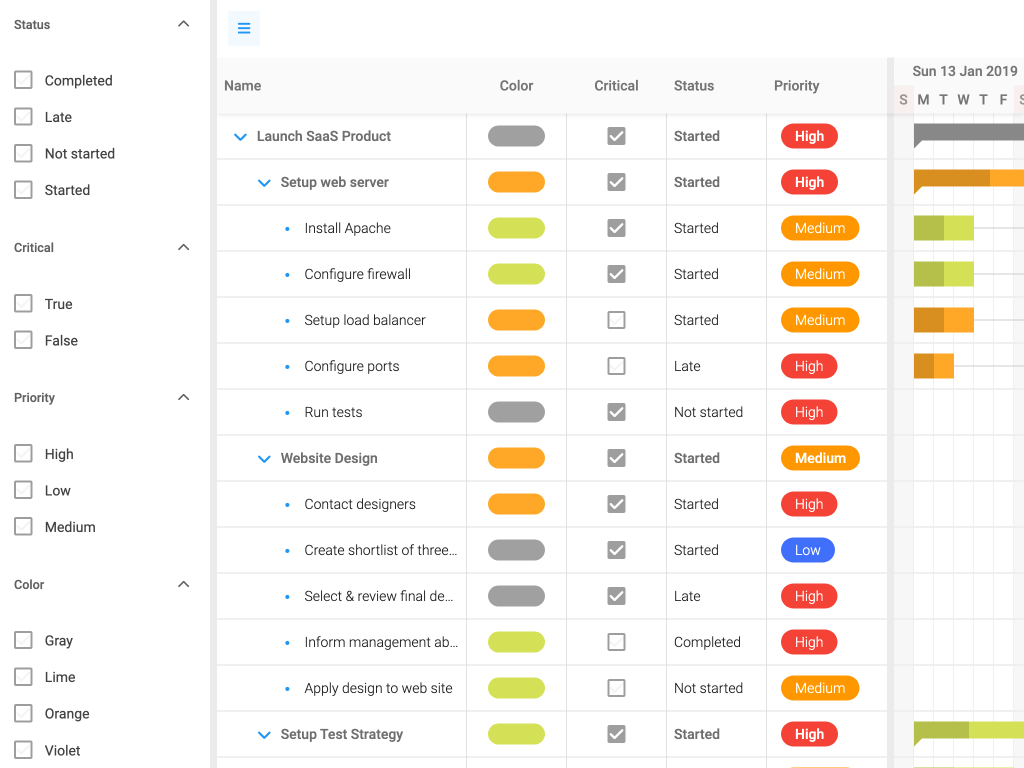 Status
Completed
Late
Not started
Started
Critical
True
False
Priority
High
Low
Medium
Color
Gray
Lime
Orange
Violet
Sun 13 Jan 2019
Name Color Critical Status Priority
S M T W T F S
Launch SaaS Product Started High
Setup web server Started High
Install Apache Started Medium
Configure firewall Started Medium
Setup load balancer Started Medium
Configure ports Late High
Run tests Not started High
Website Design Started Medium
Contact designers Started High
Create shortlist of three... Started Low
Select & review final de... Late High
Inform management ab... Completed High
Apply design to web site Not started Medium
Setup Test Strategy Started High